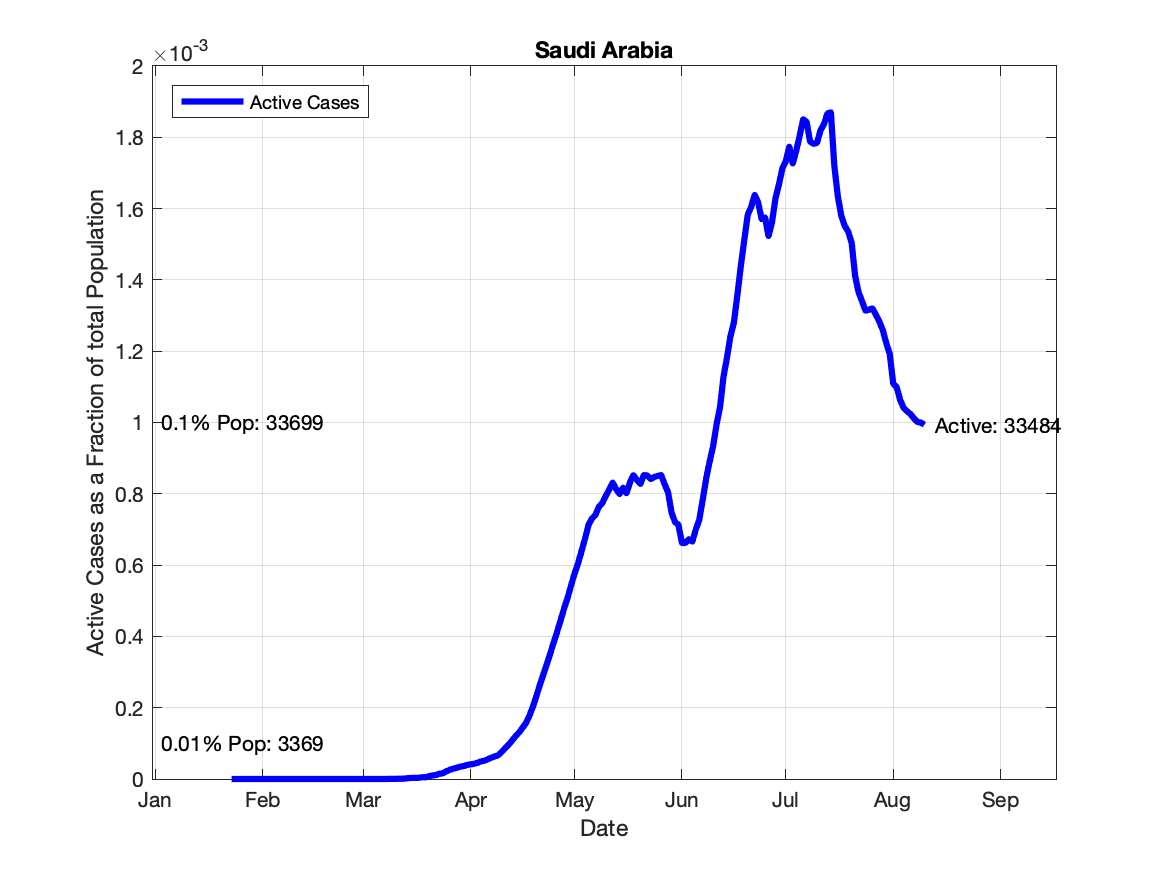 Saudi Arabia
×10-3
2
1.8
1.6
1.4
1.2
1
0.8
0.6
0.4
0.2
0
Active Cases as a Fraction of total Population
Active Cases
0.1% Pop: 33699
Active: 33484
0.01% Pop: 3369
Jan Feb Mar Apr May Jun Jul Aug Sep
Date